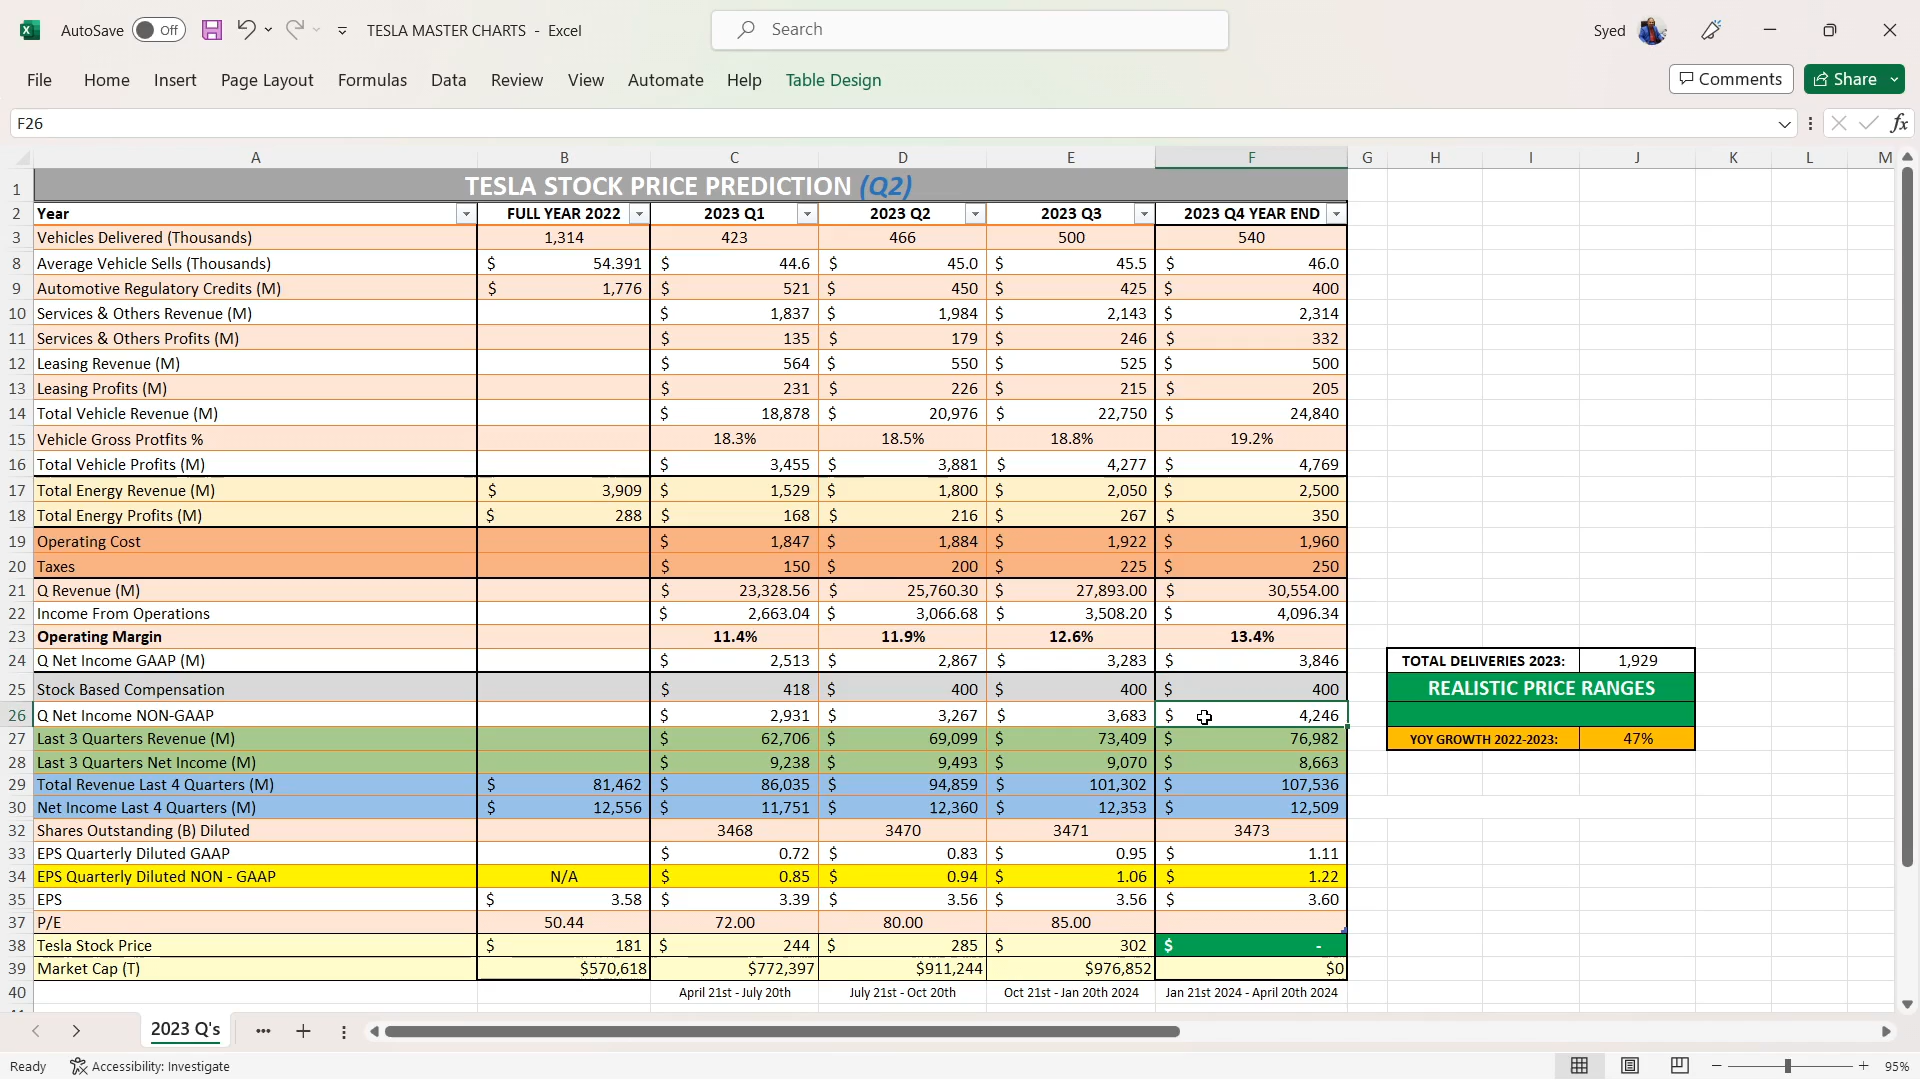 AutoSave Off TESLA MASTER CHARTS - Excel Search Syed
File Home Insert Page Layout Formulas Data Review View Automate Help Table Design Comments Share
F26 fx
A B C D E F G H I J K L M
1 TESLA STOCK PRICE PREDICTION (Q2)
2 Year FULL YEAR 2022 2023 Q1 2023 Q2 2023 Q3 2023 Q4 YEAR END
3 Vehicles Delivered (Thousands) 1,314 423 466 500 540
8 Average Vehicle Sells (Thousands) $ 54.391 $ 44.6 $ 45.0 $ 45.5 $ 46.0
9 Automotive Regulatory Credits (M) $ 1,776 $ 521 $ 450 $ 425 $ 400
10 Services & Others Revenue (M) $ 1,837 $ 1,984 $ 2,143 $ 2,314
11 Services & Others Profits (M) $ 135 $ 179 $ 246 $ 332
12 Leasing Revenue (M) $ 564 $ 550 $ 525 $ 500
13 Leasing Profits (M) $ 231 $ 226 $ 215 $ 205
14 Total Vehicle Revenue (M) $ 18,878 $ 20,976 $ 22,750 $ 24,840
15 Vehicle Gross Protfits % 18.3% 18.5% 18.8% 19.2%
16 Total Vehicle Profits (M) $ 3,455 $ 3,881 $ 4,277 $ 4,769
17 Total Energy Revenue (M) $ 3,909 $ 1,529 $ 1,800 $ 2,050 $ 2,500
18 Total Energy Profits (M) $ 288 $ 168 $ 216 $ 267 $ 350
19 Operating Cost $ 1,847 $ 1,884 $ 1,922 $ 1,960
20 Taxes $ 150 $ 200 $ 225 $ 250
21 Q Revenue (M) $ 23,328.56 $ 25,760.30 $ 27,893.00 $ 30,554.00
22 Income From Operations $ 2,663.04 $ 3,066.68 $ 3,508.20 $ 4,096.34
23 Operating Margin 11.4% 11.9% 12.6% 13.4%
24 Q Net Income GAAP (M) $ 2,513 $ 2,867 $ 3,283 $ 3,846 TOTAL DELIVERIES 2023: 1,929
25 Stock Based Compensation $ 418 $ 400 $ 400 $ 400 REALISTIC PRICE RANGES
26 Q Net Income NON-GAAP $ 2,931 $ 3,267 $ 3,683 $ 4,246
27 Last 3 Quarters Revenue (M) $ 62,706 $ 69,099 $ 73,409 $ 76,982 YOY GROWTH 2022-2023: 47%
28 Last 3 Quarters Net Income (M) $ 9,238 $ 9,493 $ 9,070 $ 8,663
29 Total Revenue Last 4 Quarters (M) $ 81,462 $ 86,035 $ 94,859 $ 101,302 $ 107,536
30 Net Income Last 4 Quarters (M) $ 12,556 $ 11,751 $ 12,360 $ 12,353 $ 12,509
32 Shares Outstanding (B) Diluted 3468 3470 3471 3473
33 EPS Quarterly Diluted GAAP $ 0.72 $ 0.83 $ 0.95 $ 1.11
34 EPS Quarterly Diluted NON - GAAP N/A $ 0.85 $ 0.94 $ 1.06 $ 1.22
35 EPS $ 3.58 $ 3.39 $ 3.56 $ 3.56 $ 3.60
37 P/E 50.44 72.00 80.00 85.00
38 Tesla Stock Price $ 181 $ 244 $ 285 $ 302 $ -
39 Market Cap (T) $570,618 $772,397 $911,244 $976,852 $0
40 April 21st - July 20th July 21st - Oct 20th Oct 21st - Jan 20th 2024 Jan 21st 2024 - April 20th 2024
2023 Q's
Ready Accessibility: Investigate 95%